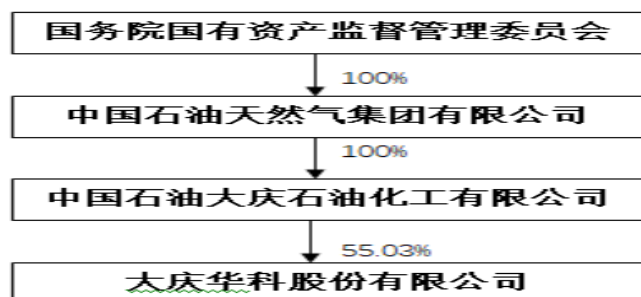 国务院国有资产监督管理委员会
100%
中国石油天然气集团有限公司
100%
中国石油大庆石油化工有限公司
55.03%
大庆华科股份有限公司